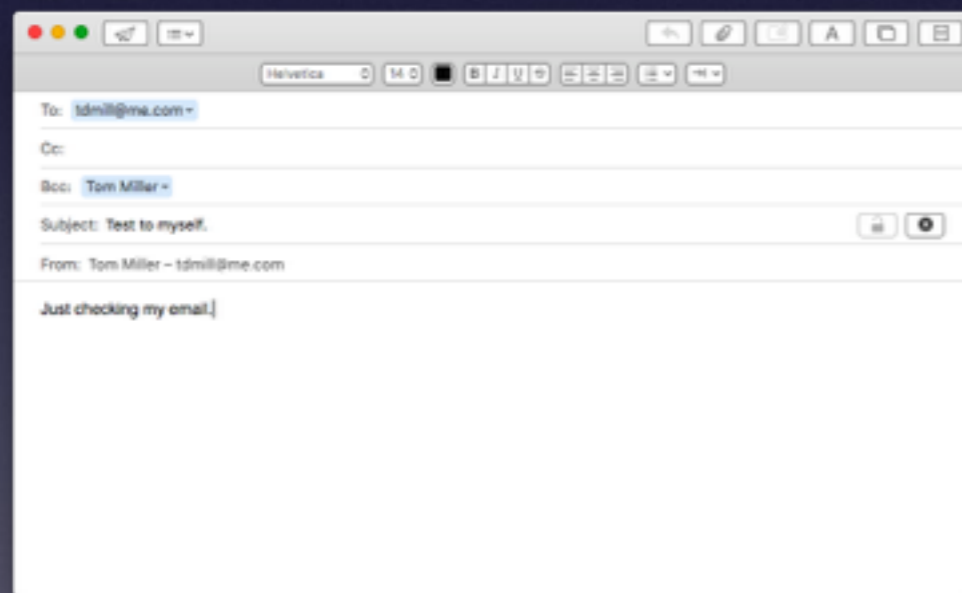 Helvetica 14 B I U S
A
To: tdmill@me.com
Cc:
Bcc: Tom Miller
Subject: Test to myself.
From: Tom Miller – tdmill@me.com
Just checking my email.